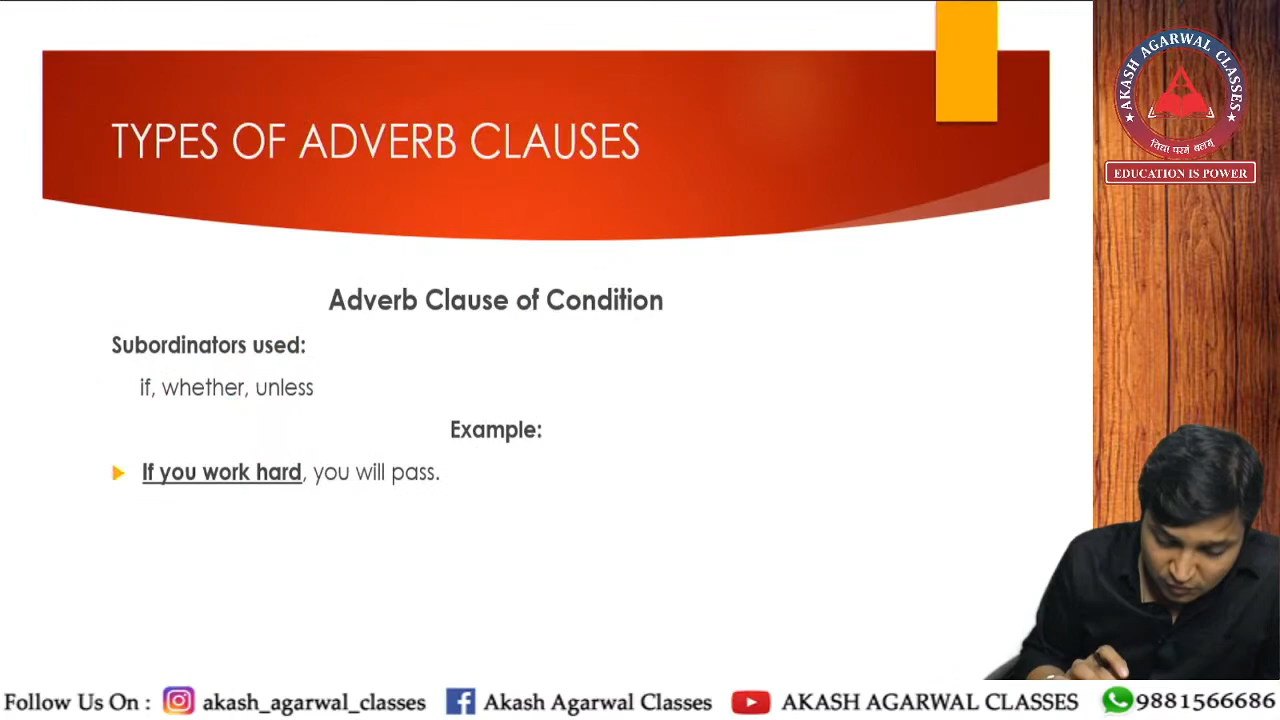 AKASH AGARWAL CLASSES
विद्या परमं बलम्
EDUCATION IS POWER
TYPES OF ADVERB CLAUSES
Adverb Clause of Condition
Subordinators used:
if, whether, unless
Example:
If you work hard, you will pass.
Follow Us On : akash_agarwal_classes Akash Agarwal Classes AKASH AGARWAL CLASSES 9881566686